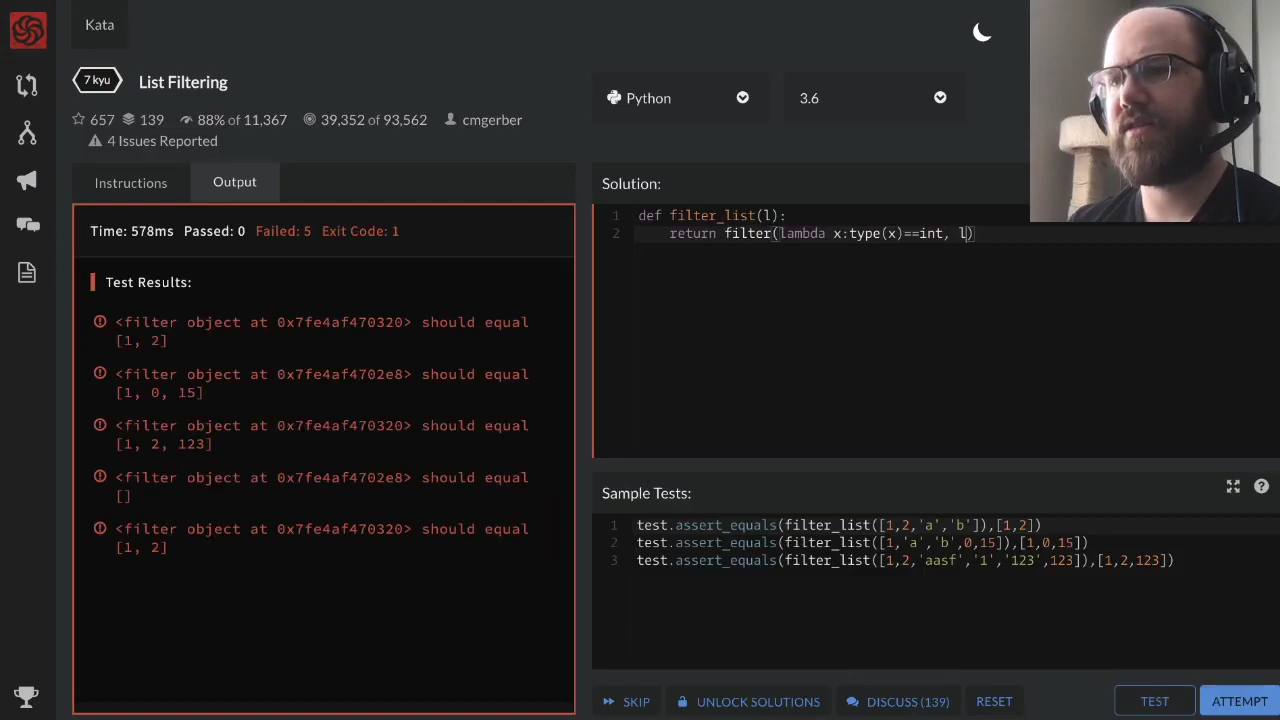 Kata
7 kyu
List Filtering
657 139 88% of 11,367 39,352 of 93,562 cmgerber
4 Issues Reported
Python
3.6
Instructions
Output
Time: 578ms Passed: 0 Failed: 5 Exit Code: 1
Test Results:
<filter object at 0x7fe4af470320> should equal
[1, 2]
<filter object at 0x7fe4af4702e8> should equal
[1, 0, 15]
<filter object at 0x7fe4af470320> should equal
[1, 2, 123]
<filter object at 0x7fe4af4702e8> should equal
[]
<filter object at 0x7fe4af470320> should equal
[1, 2]
Solution:
1 def filter_list(l):
2 return filter(lambda x:type(x)==int, l)
Sample Tests:
1 test.assert_equals(filter_list([1,2,'a','b']),[1,2])
2 test.assert_equals(filter_list([1,'a','b',0,15]),[1,0,15])
3 test.assert_equals(filter_list([1,2,'aasf','1','123',123]),[1,2,123])
SKIP
UNLOCK SOLUTIONS
DISCUSS (139)
RESET
TEST
ATTEMPT